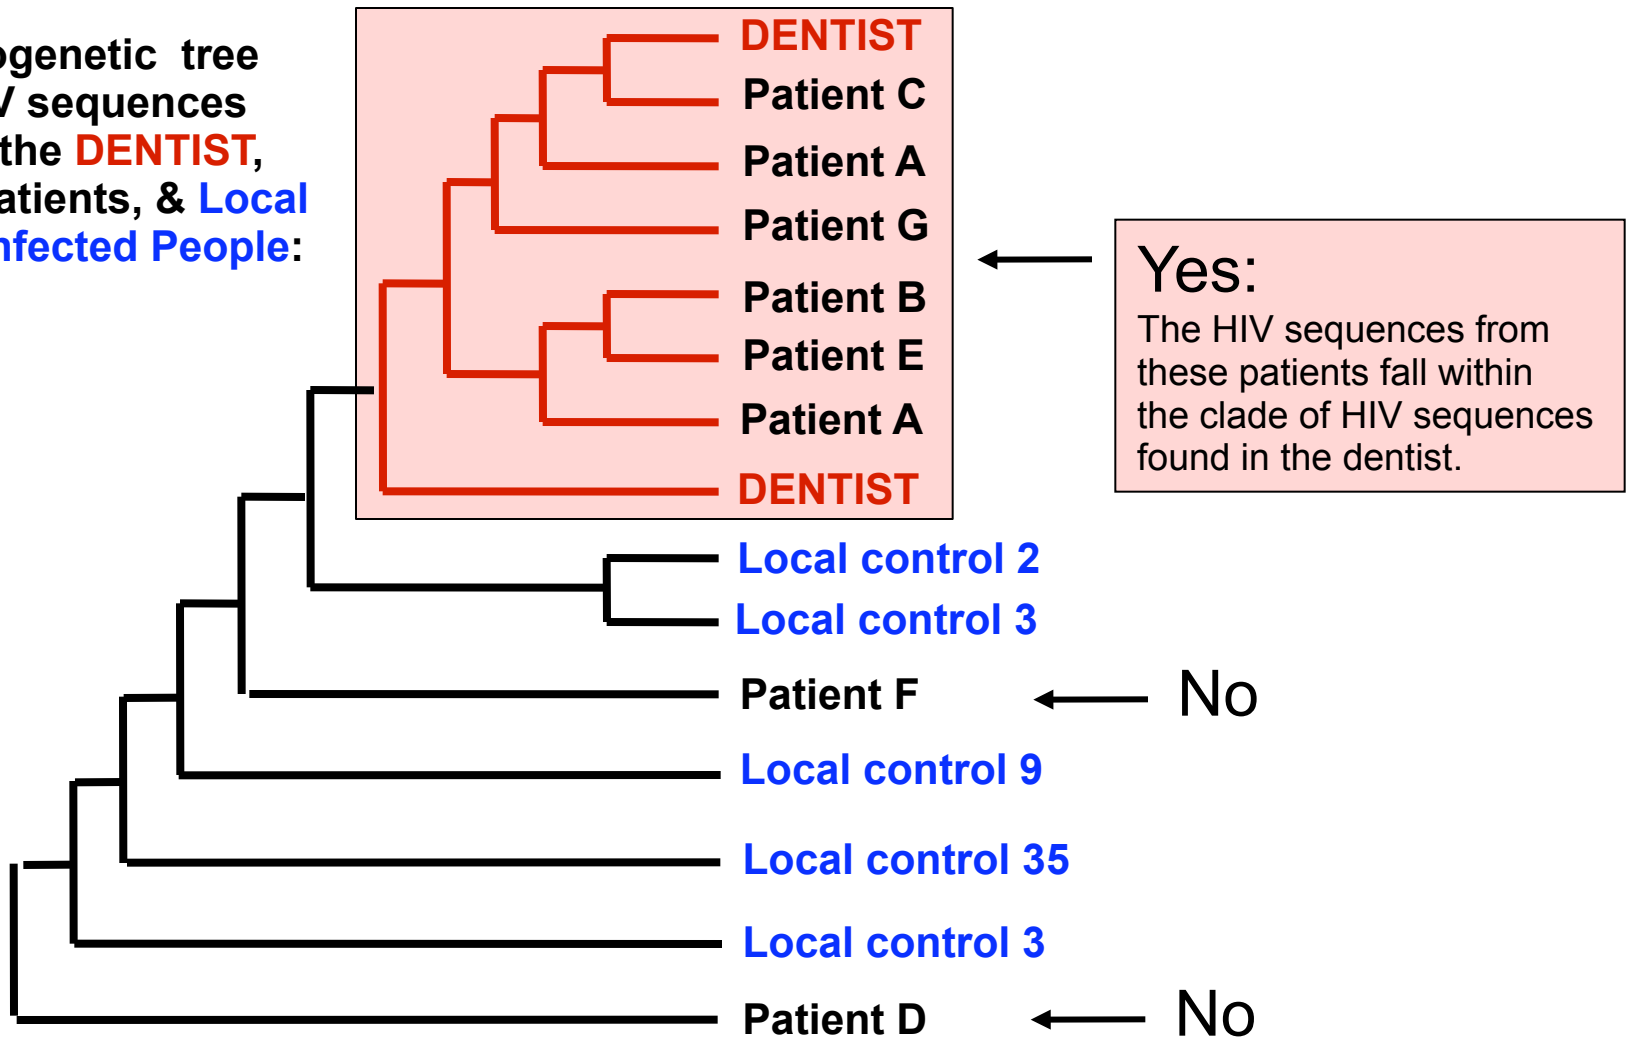 ogenetic tree
V sequences
the DENTIST,
atients, & Local
nfected People:
DENTIST
Patient C
Patient A
Patient G
Patient B
Patient E
Patient A
DENTIST
Yes:
The HIV sequences from
these patients fall within
the clade of HIV sequences
found in the dentist.
Local control 2
Local control 3
Patient F
No
Local control 9
Local control 35
Local control 3
Patient D
No